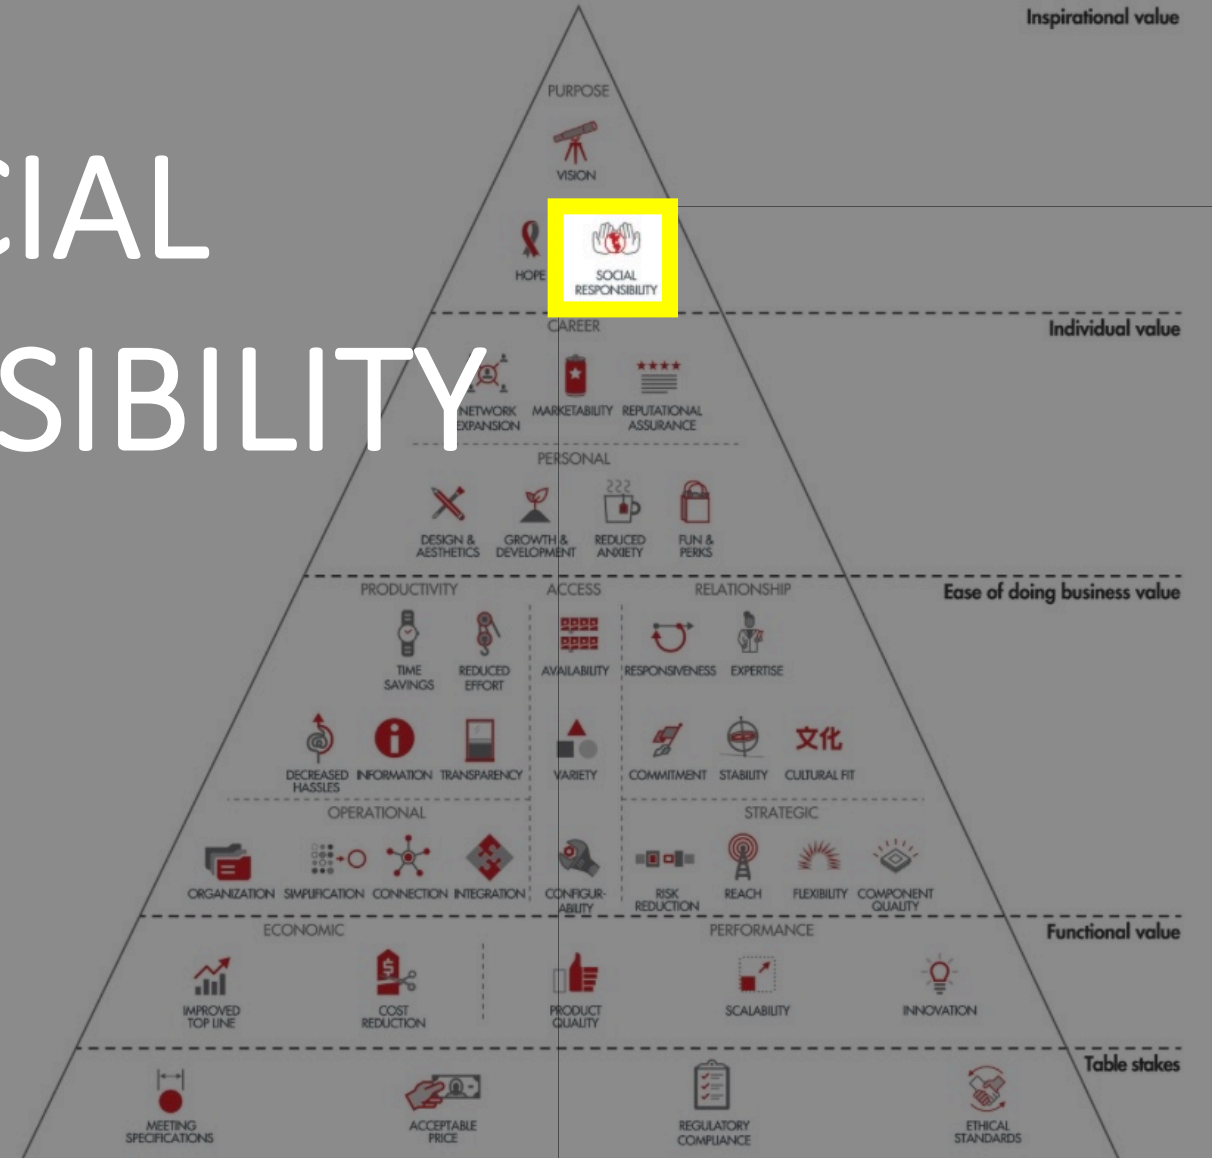 Inspirational value
PURPOSE
VISION
CIAL
HOPE
SOCIAL
RESPONSIBILITY
Individual value
CAREER
SIBILITY
NETWORK
EXPANSION
MARKETABILITY
REPUTATIONAL
ASSURANCE
PERSONAL
DESIGN &
AESTHETICS
GROWTH &
DEVELOPMENT
REDUCED
ANXIETY
FUN &
PERKS
Ease of doing business value
PRODUCTIVITY
ACCESS
RELATIONSHIP
TIME
SAVINGS
REDUCED
EFFORT
AVAILABILITY
RESPONSIVENESS
EXPERTISE
文化
DECREASED
HASSLES
INFORMATION
TRANSPARENCY
VARIETY
COMMITMENT
STABILITY
CULTURAL FIT
OPERATIONAL
STRATEGIC
ORGANIZATION
SIMPLIFICATION
CONNECTION
INTEGRATION
CONFIGUR-
ABILITY
RISK
REDUCTION
REACH
FLEXIBILITY
COMPONENT
QUALITY
Functional value
ECONOMIC
PERFORMANCE
$
IMPROVED
TOP LINE
COST
REDUCTION
PRODUCT
QUALITY
SCALABILITY
INNOVATION
Table stakes
MEETING
SPECIFICATIONS
ACCEPTABLE
PRICE
REGULATORY
COMPLIANCE
ETHICAL
STANDARDS